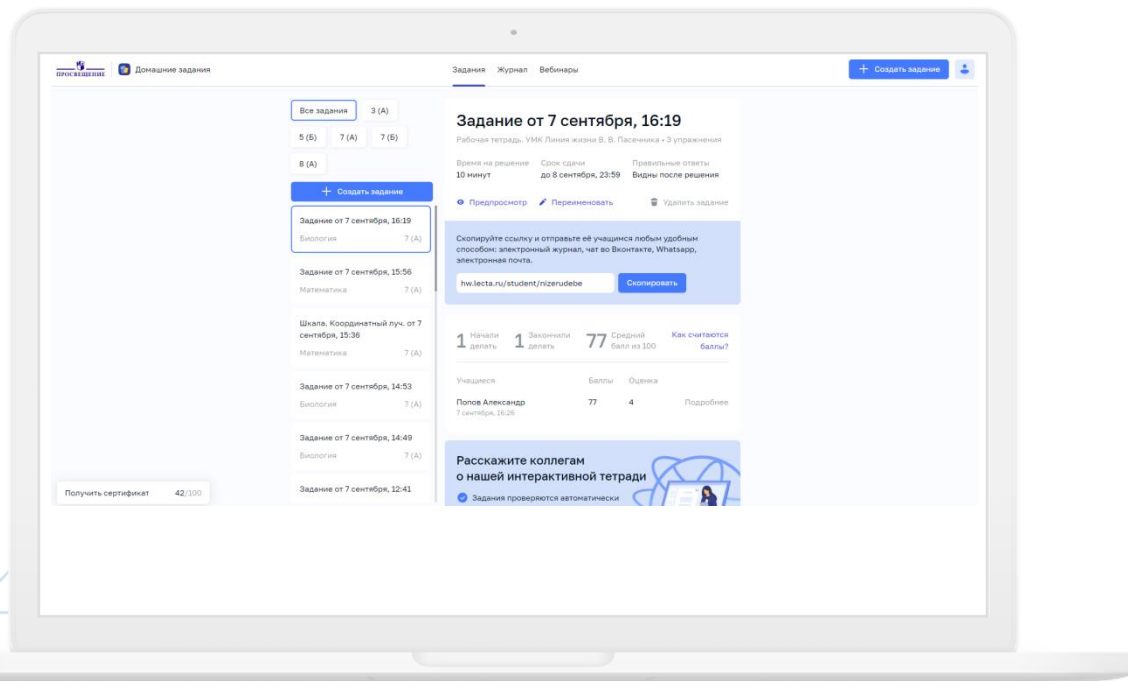 ПРОСВЕЩЕНИЕ
Домашние задания
Задания Журнал Вебинары
+ Создать задание
Все задания 3 (А)
5 (Б) 7 (А) 7 (Б)
8 (А)
+ Создать задание
Задание от 7 сентября, 16:19
Биология 7 (А)
Задание от 7 сентября, 15:56
Математика 7 (А)
Шкала. Координатный луч. от 7
сентября, 15:36
Математика 7 (А)
Задание от 7 сентября, 14:53
Биология 7 (А)
Задание от 7 сентября, 14:49
Биология 7 (А)
Задание от 7 сентября, 12:41
Получить сертификат 42/100
Задание от 7 сентября, 16:19
Рабочая тетрадь. УМК Линия жизни В. В. Пасечника • 3 упражнения
Время на решение Срок сдачи Правильные ответы
10 минут до 8 сентября, 23:59 Видны после решения
Предпросмотр Переименовать Удалить задание
Скопируйте ссылку и отправьте её учащимся любым удобным
способом: электронный журнал, чат во Вконтакте, Whatsapp,
электронная почта.
hw.lecta.ru/student/nizerudebe Скопировать
1 Начали делать 1 Закончили делать 77 Средний балл из 100 Как считаются баллы?
Учащиеся Баллы Оценка
Попов Александр 77 4 Подробнее
7 сентября, 16:26
Расскажите коллегам
о нашей интерактивной тетради
Задания проверяются автоматически